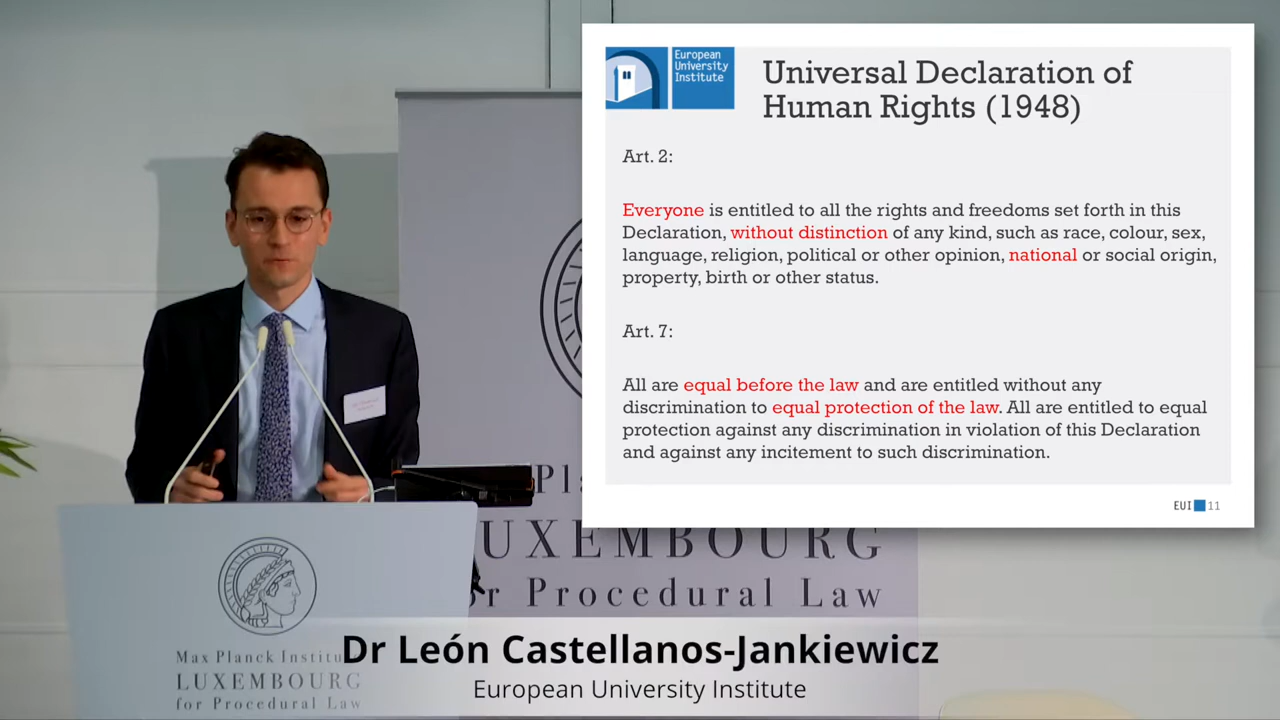 European
University
Institute
Universal Declaration of
Human Rights (1948)
Art. 2:
Everyone is entitled to all the rights and freedoms set forth in this
Declaration, without distinction of any kind, such as race, colour, sex,
language, religion, political or other opinion, national or social origin,
property, birth or other status.
Art. 7:
All are equal before the law and are entitled without any
discrimination to equal protection of the law. All are entitled to equal
protection against any discrimination in violation of this Declaration
and against any incitement to such discrimination.
EUI 11
Pl
UXEMBOURG
or Procedural Law
Max Planck Institu
LUXEMBOURG
for Procedural Law
Dr León Castellanos-Jankiewicz
European University Institute